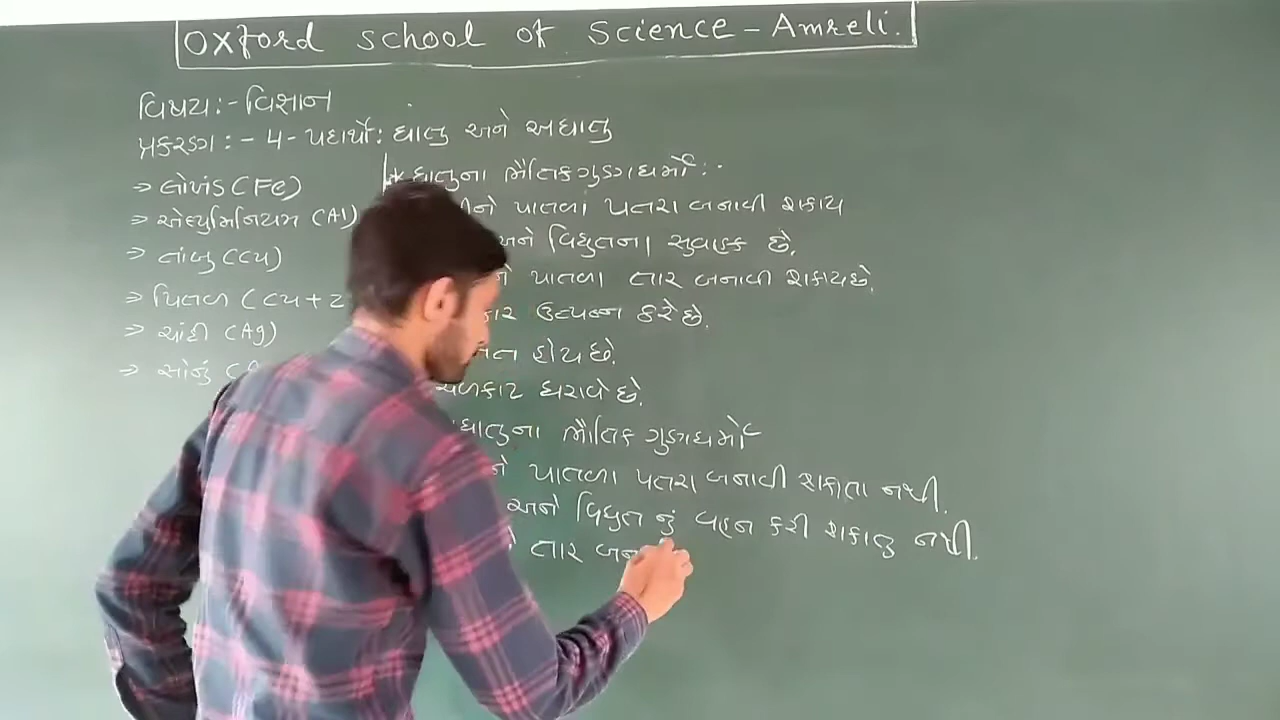 Oxford school of Science - Amreli.
વિષય:- વિજ્ઞાન
પ્રકરણ :- 4 - પદાર્થો: ધાતુ અને અધાતુ
⇒ લોખંડ (Fe)
⇒ એલ્યુમિનિયમ (Al)
⇒ તાંબુ (Cu)
⇒ પિત્તળ (Cu + Z
⇒ ચાંદી (Ag)
⇒ સોનું (
* ધાતુના ભૌતિક ગુણધર્મો :-
પાતળાં પતરા બનાવી શકાય
અને વિધુતના સુવાહક છે.
પાતળા તાર બનાવી શકાય છે.
ઉત્પન્ન કરે છે.
હોય છે.
ચળકાટ ધરાવે છે.
ભૌતિક ગુણધર્મો
પાતળા પતરા બનાવી શકાતા નથી.
અને વિધુત નું વહન કરી શકાતુ નથી.
તાર બન